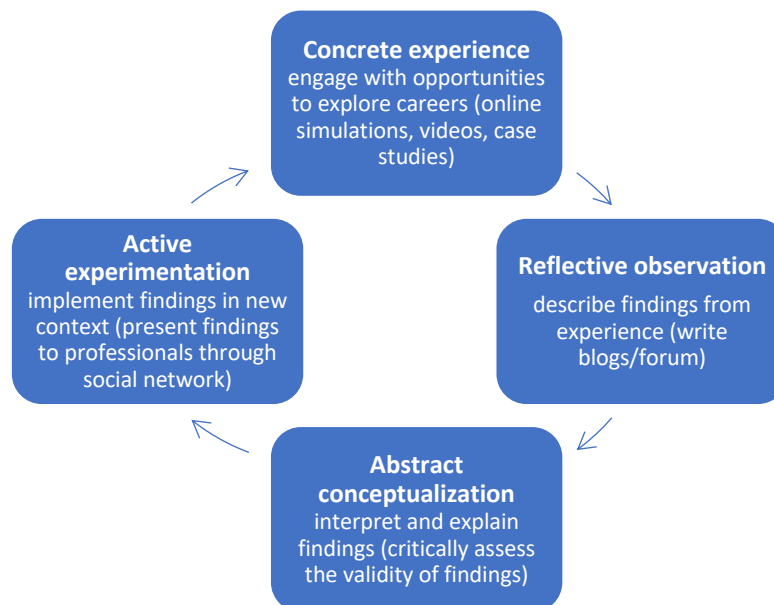 Concrete experience
engage with opportunities
to explore careers (online
simulations, videos, case
studies)
Reflective observation
describe findings from
experience (write
blogs/forum)
Abstract
conceptualization
interpret and explain
findings (critically assess
the validity of findings)
Active
experimentation
implement findings in new
context (present findings
to professionals through
social network)